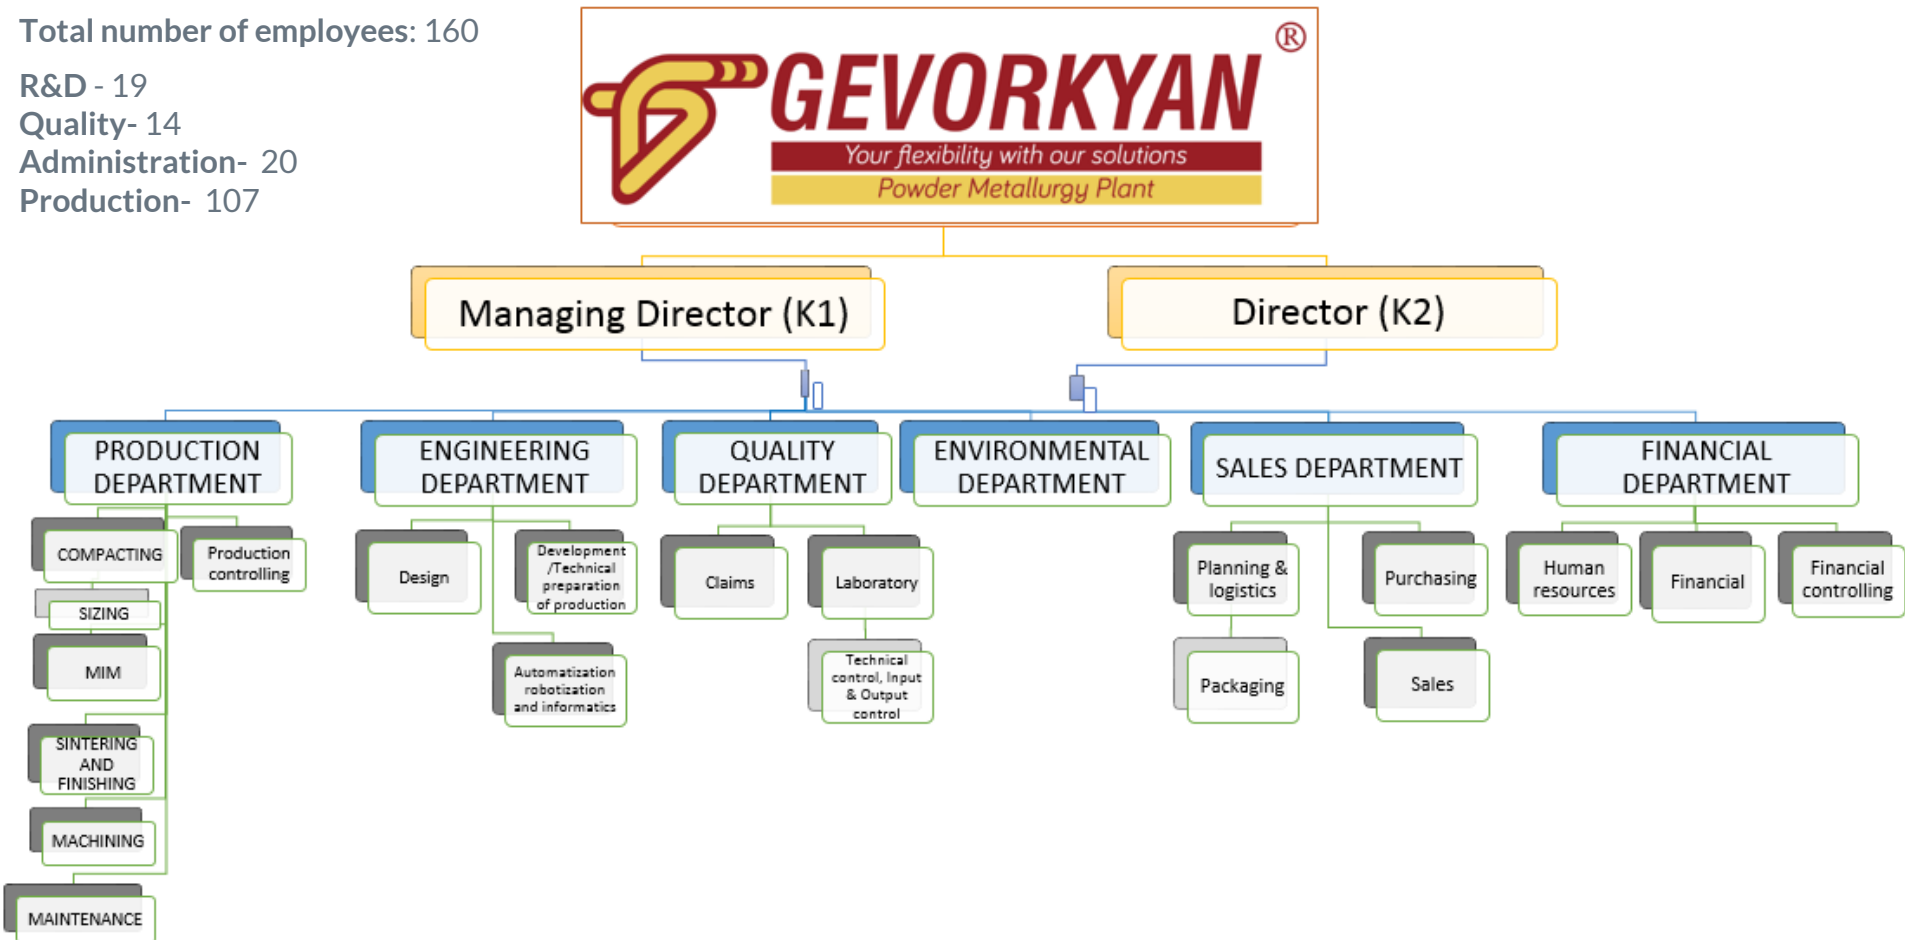 Total number of employees: 160
R&D - 19
Quality- 14
Administration-  20
Production-  107
®
GEVORKYAN
Your flexibility with our solutions
Powder Metallurgy Plant
Managing Director (K1)
Director (K2)
PRODUCTION
DEPARTMENT
ENGINEERING
DEPARTMENT
QUALITY
DEPARTMENT
ENVIRONMENTAL
DEPARTMENT
SALES DEPARTMENT
FINANCIAL
DEPARTMENT
COMPACTING
Production
controlling
SIZING
MIM
SINTERING
AND
FINISHING
MACHINING
MAINTENANCE
Design
Development
/Technical
preparation
of production
Automatization
robotization
and informatics
Claims
Laboratory
Technical
control, Input
& Output
control
Planning &
logistics
Purchasing
Packaging
Sales
Human
resources
Financial
Financial
controlling